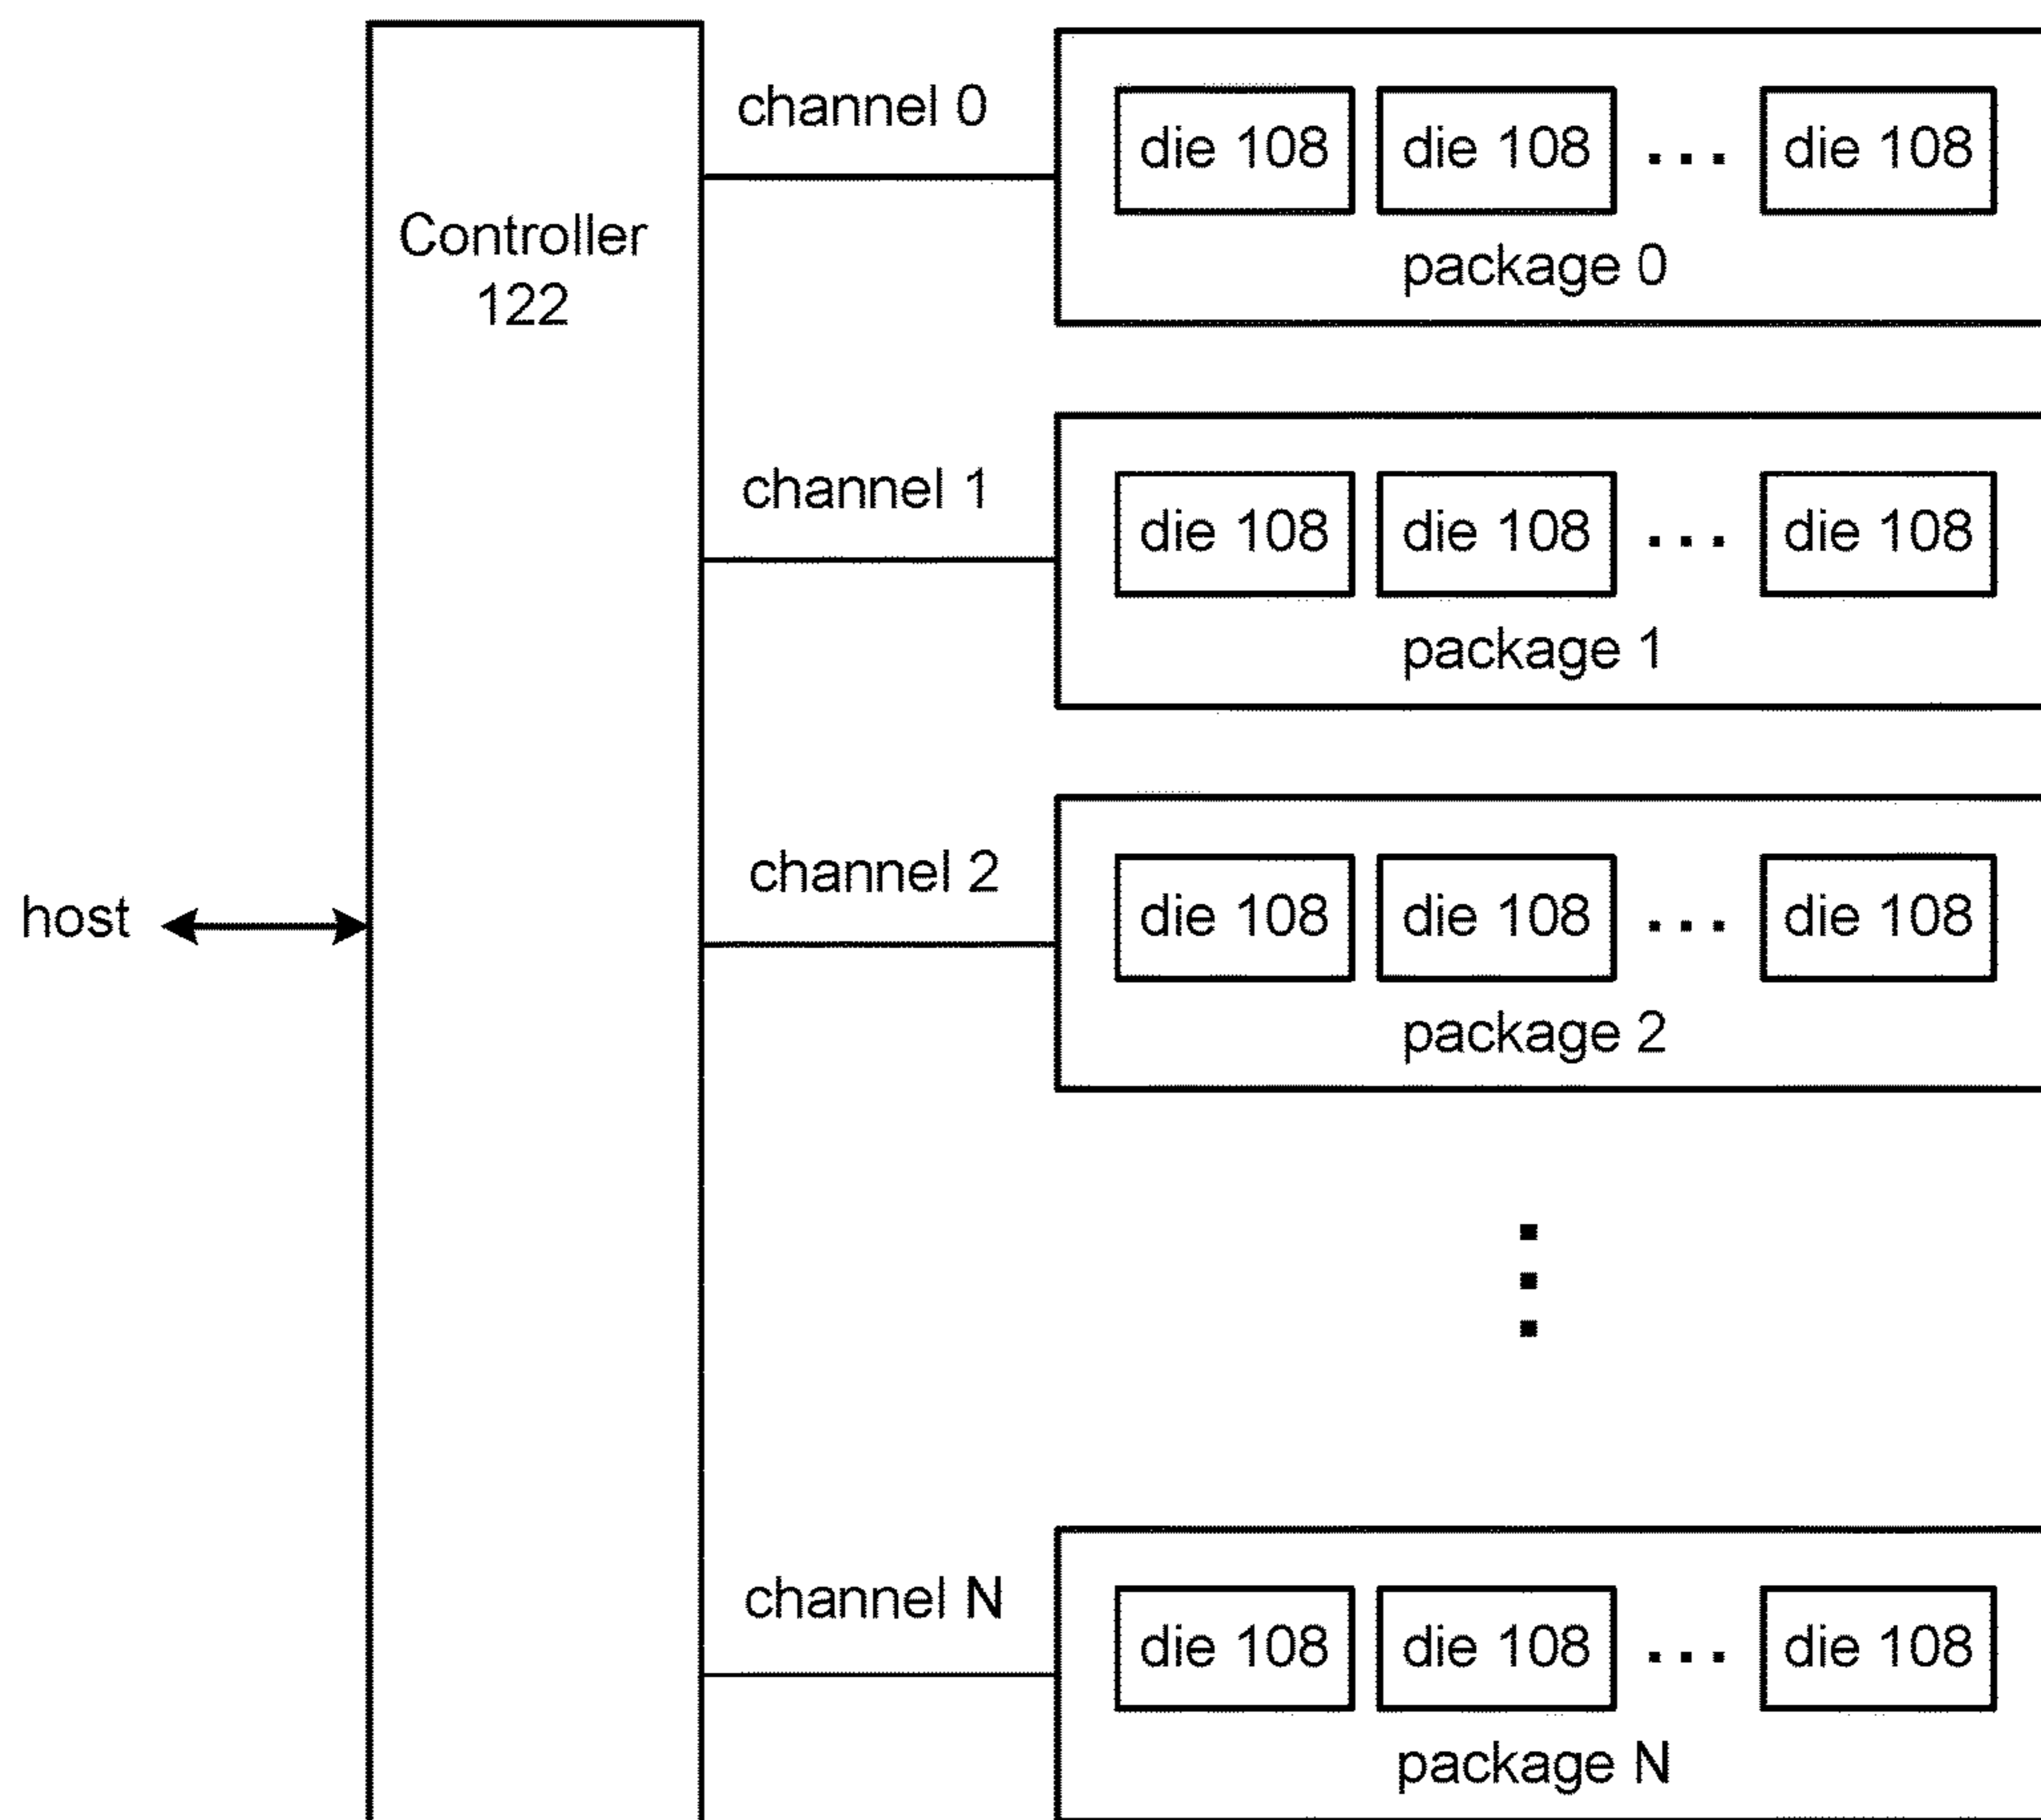 channel 0
die 108 die 108 ... die 108
Controller
122
package 0
channel 1
die 108 die 108 ... die 108
package 1
channel 2
host
die 108 die 108 ... die 108
package 2
channel N
die 108 die 108 ... die 108
package N